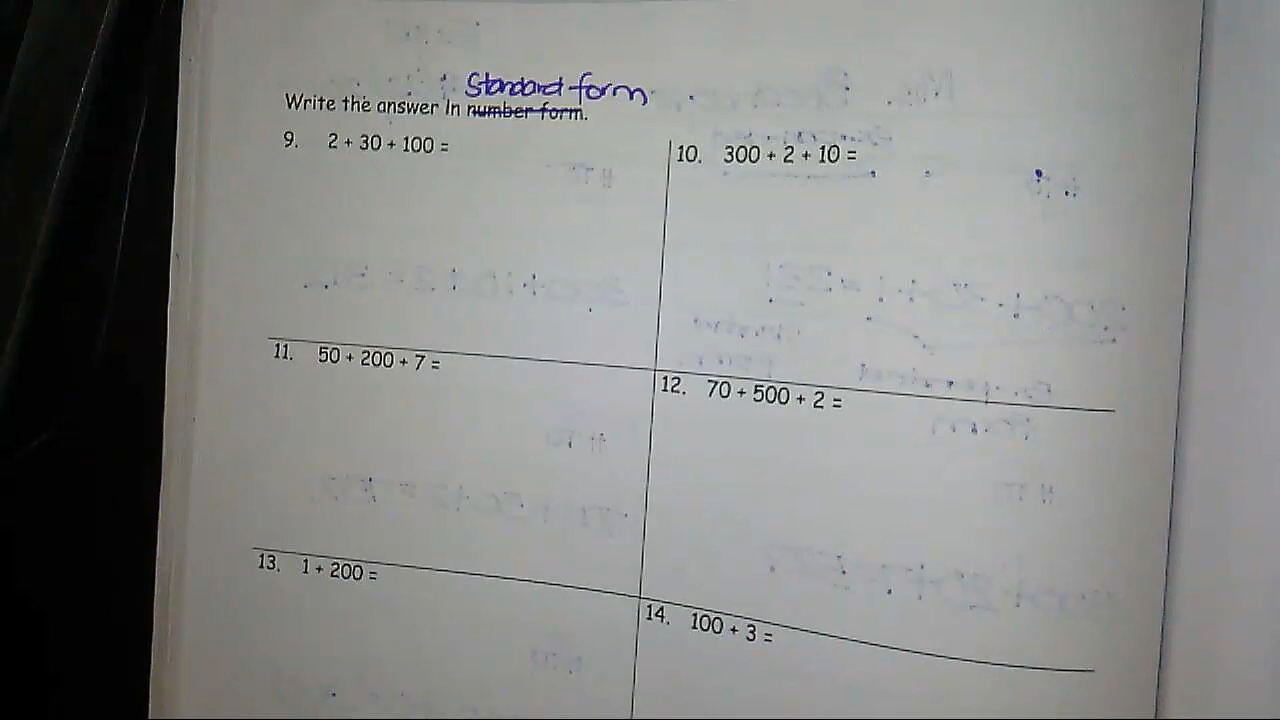 Standard form
Write the answer in number form.
9. 2 + 30 + 100 =
10. 300 + 2 + 10 =
11. 50 + 200 + 7 =
12. 70 + 500 + 2 =
13. 1 + 200 =
14. 100 + 3 =